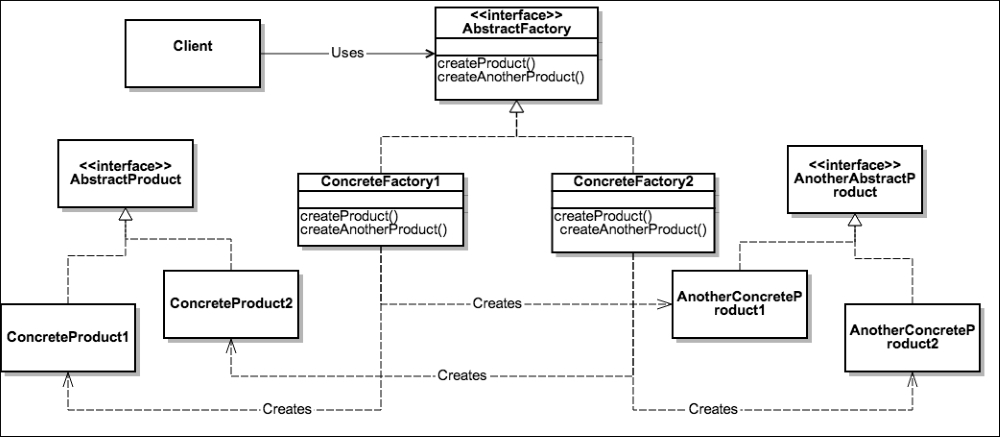 Client
Uses
<<interface>>
AbstractFactory
createProduct()
createAnotherProduct()
<<interface>>
AbstractProduct
ConcreteFactory1
createProduct()
createAnotherProduct()
ConcreteFactory2
createProduct()
createAnotherProduct()
<<interface>>
AnotherAbstractP
roduct
ConcreteProduct1
ConcreteProduct2
Creates
AnotherConcreteP
roduct1
AnotherConcreteP
roduct2
Creates
Creates
Creates